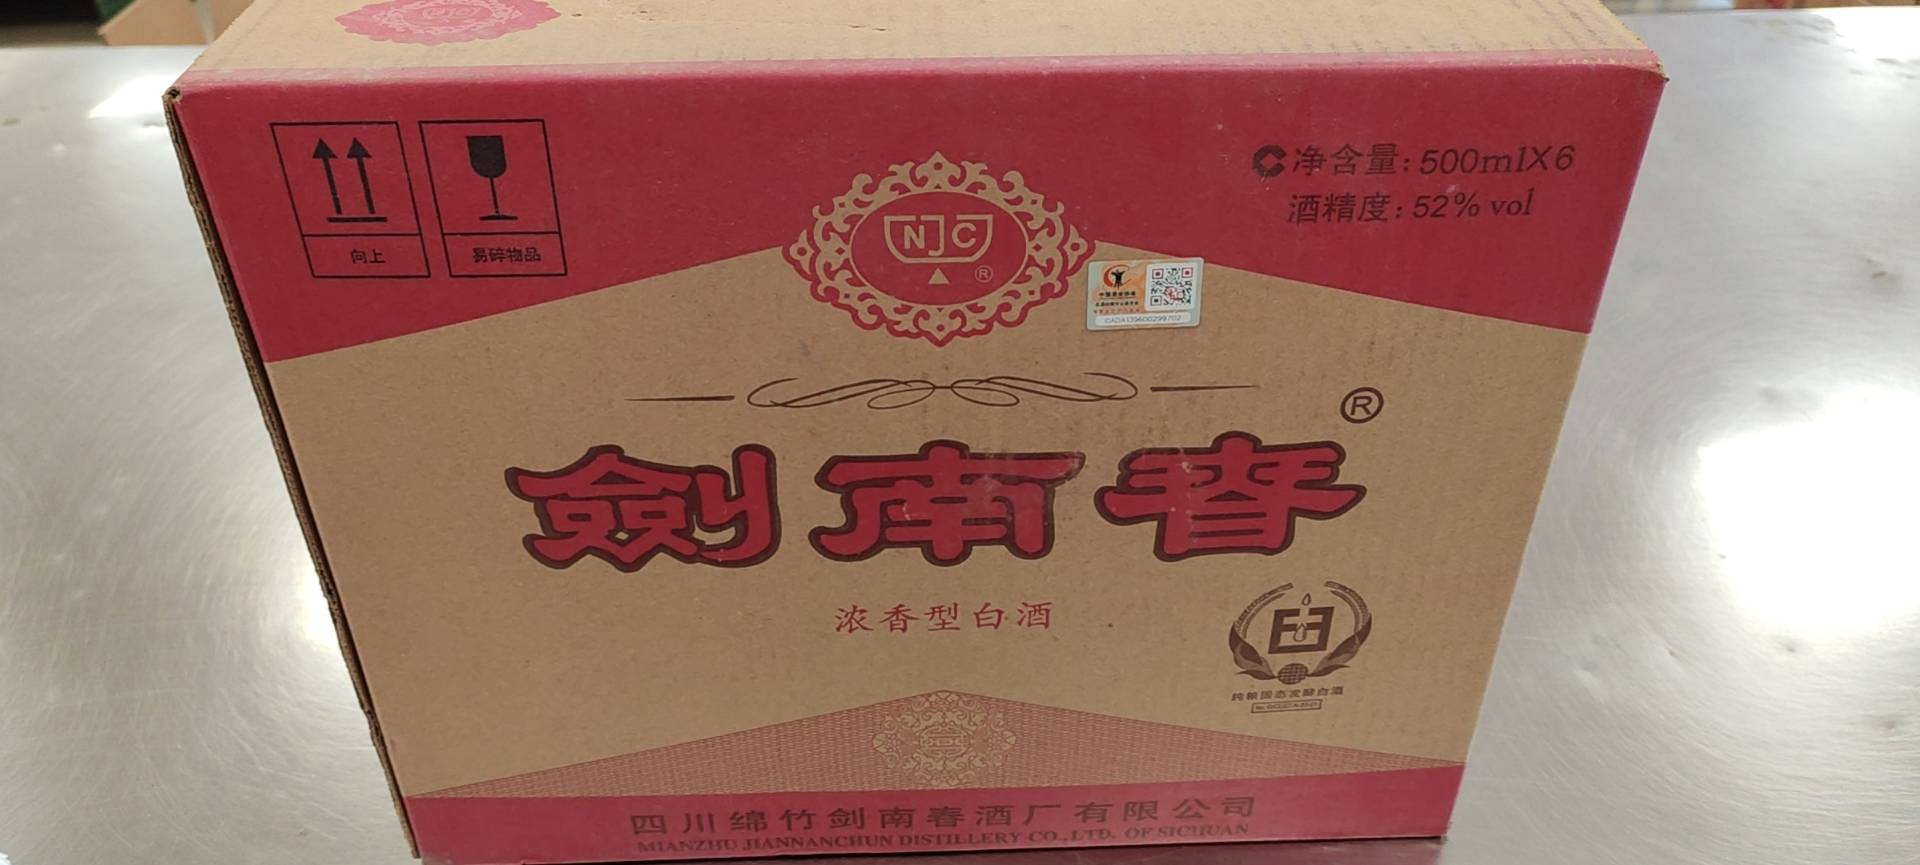 向上
易碎物品
NJC
®
净含量:500mlX6
酒精度:52% vol
CADA139600299702
®
劍南春
浓香型白酒
纯粮固态发酵白酒
四川绵竹剑南春酒厂有限公司
MIANZHU JIANNANCHUN DISTILLERY CO.,LTD. OF SICHUAN